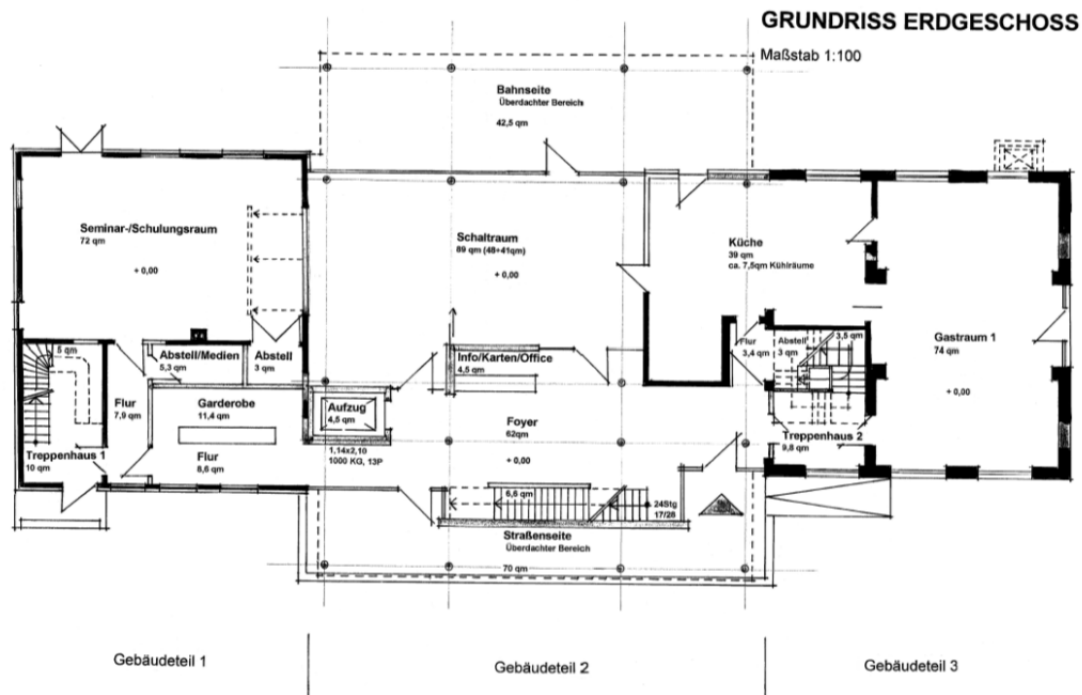 GRUNDRISS ERDGESCHOSS
Maßstab 1:100
Bahnseite
Überdachter Bereich
42,5 qm
Seminar-/Schulungsraum
72 qm
+ 0,00
Schaltraum
89 qm (48+41qm)
+ 0,00
Küche
39 qm
ca. 7,5qm Kühlräume
Gastraum 1
74 qm
+0,00
5 qm
Abstell/Medien
5,3 qm
Abstell
3 qm
Info/Karten/Office
4,5 qm
Flur
3,4 qm
Abstell
3 qm
3,5 qm
Flur
7,9 qm
Garderobe
11,4 qm
Aufzug
4,5 qm
Foyer
62qm
+0,00
Treppenhaus 2
9,8 qm
Treppenhaus 1
10 qm
Flur
8,6 qm
1,14x2,10
1000 KG, 13P
6,6 qm
24Stg
17/28
Straßenseite
Überdachter Bereich
70 qm
Gebäudeteil 1
Gebäudeteil 2
Gebäudeteil 3